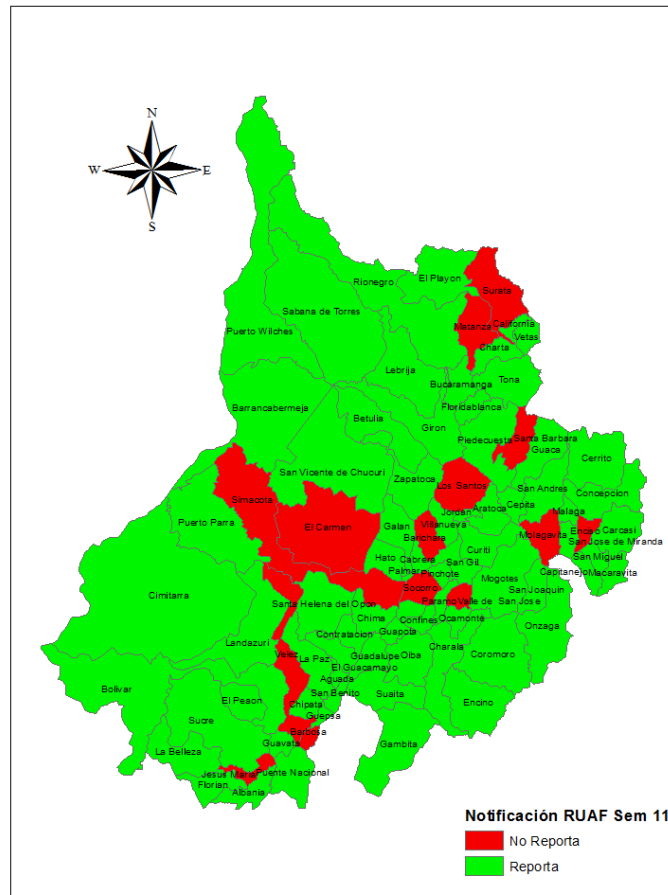 N
W
E
S
El Playon
Surata
Rionegro
Sabana de Torres
Matanza
California
Puerto Wilches
Vetas
Charta
Lebrija
Tona
Bucaramanga
Barrancabermeja
Floridablanca
Betulia
Giron
Piedecuesta
Santa Barbara
Guaca
Cerrito
San Vicente de Chucuri
Zapatoca
Los Santos
San Andres
Concepcion
Simacota
Cepita
Aratoca
Jordan
Malaga
Puerto Parra
El Carmen
Galan
Villanueva
Barichara
Molagavita
Enciso
Carcasi
San Jose de Miranda
Curiti
Hato
Cabrera
San Gil
San Miguel
Palmar
Pinchote
Mogotes
Capitanejo
Macaravita
Socorro
San Joaquin
Cimitarra
Santa Helena del Opon
Paramo
Valle de
San Jose
Chima
Confines
Ocamonte
Onzaga
Contratacion
Guapota
Landazuri
Charala
Velez
La Paz
Guadalupe
Oiba
Coromoro
El Guacamayo
Aguada
Bolivar
San Benito
Suaita
El Peaon
Chipata
Encino
Guepsa
Sucre
Barbosa
Guavata
Gambita
La Belleza
Jesus Maria
Puente Nacional
Florian
Albania
Notificación RUAF Sem 11
No Reporta
Reporta